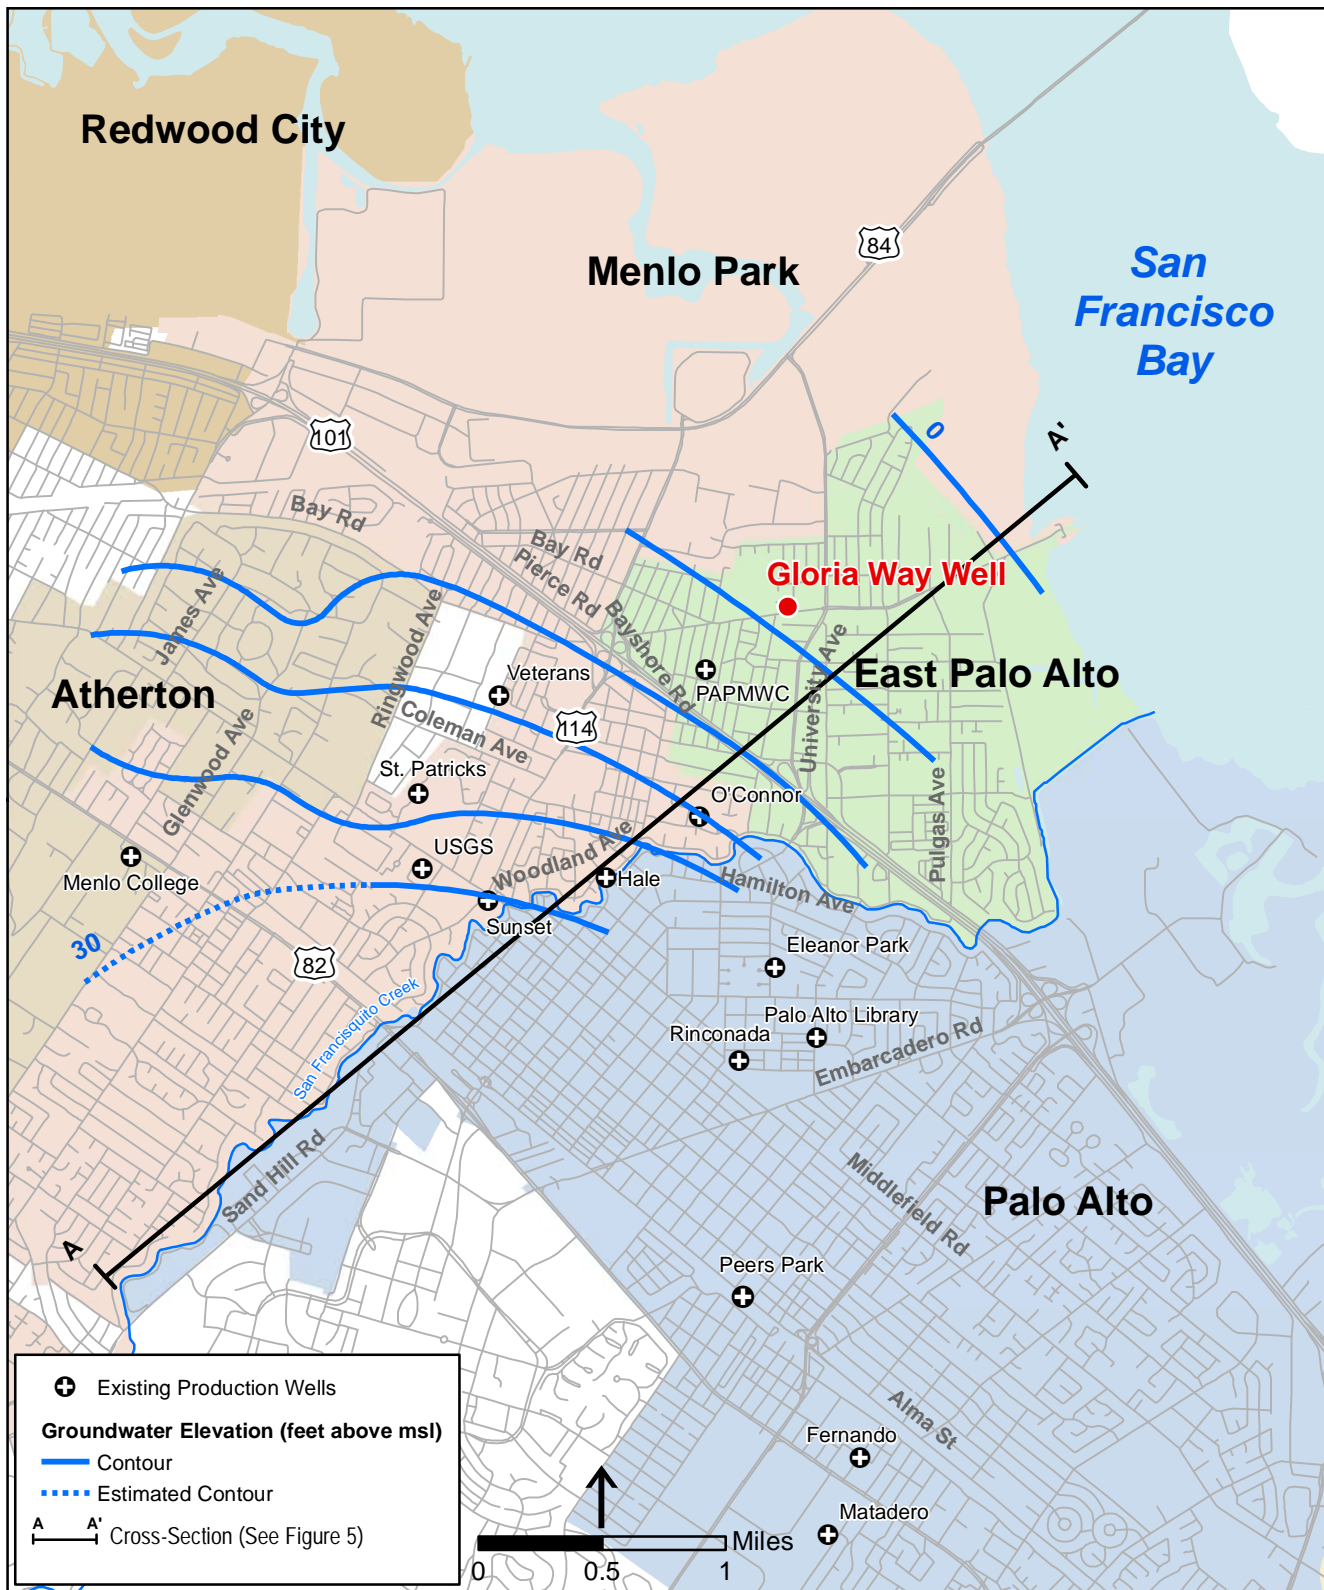 Redwood City
Menlo Park
84
San
Francisco
Bay
101
0
A'
Bay Rd
Bay Rd
Pierce Rd
Gloria Way Well
James Ave
Ringwood Ave
Bayshore Rd
University Ave
East Palo Alto
Veterans
PAPMWC
Atherton
Coleman Ave
114
Glenwood Ave
St. Patricks
O'Connor
Pulgas Ave
USGS
Woodland Ave
Menlo College
Hale
Hamilton Ave
Sunset
30
82
Eleanor Park
San Francisquito Creek
Palo Alto Library
Rinconada
Embarcadero Rd
Sand Hill Rd
Middlefield Rd
Palo Alto
A
Peers Park
Alma St
Fernando
Matadero
Existing Production Wells
Groundwater Elevation (feet above msl)
Contour
Estimated Contour
A A' Cross-Section (See Figure 5)
Miles
0 0.5 1